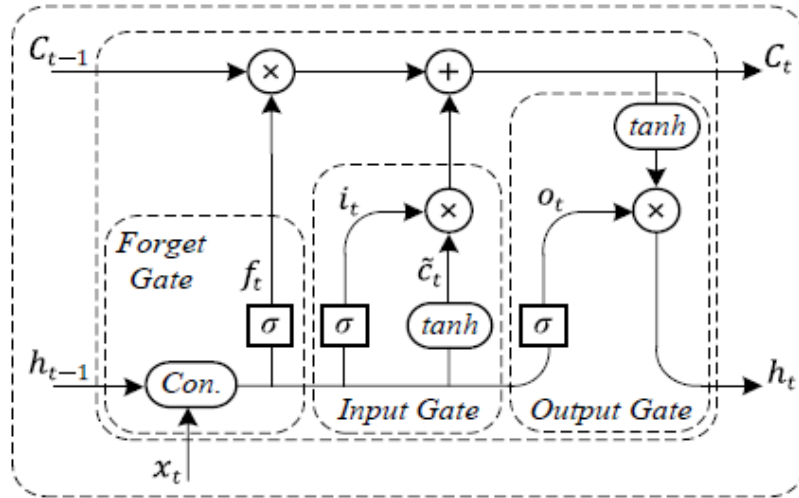 C_{t−1}
C_t
×
+
tanh
i_t
×
o_t
×
Forget
Gate
f_t
c̃_t
σ
σ
tanh
σ
h_{t−1}
Con.
h_t
Input Gate
Output Gate
x_t